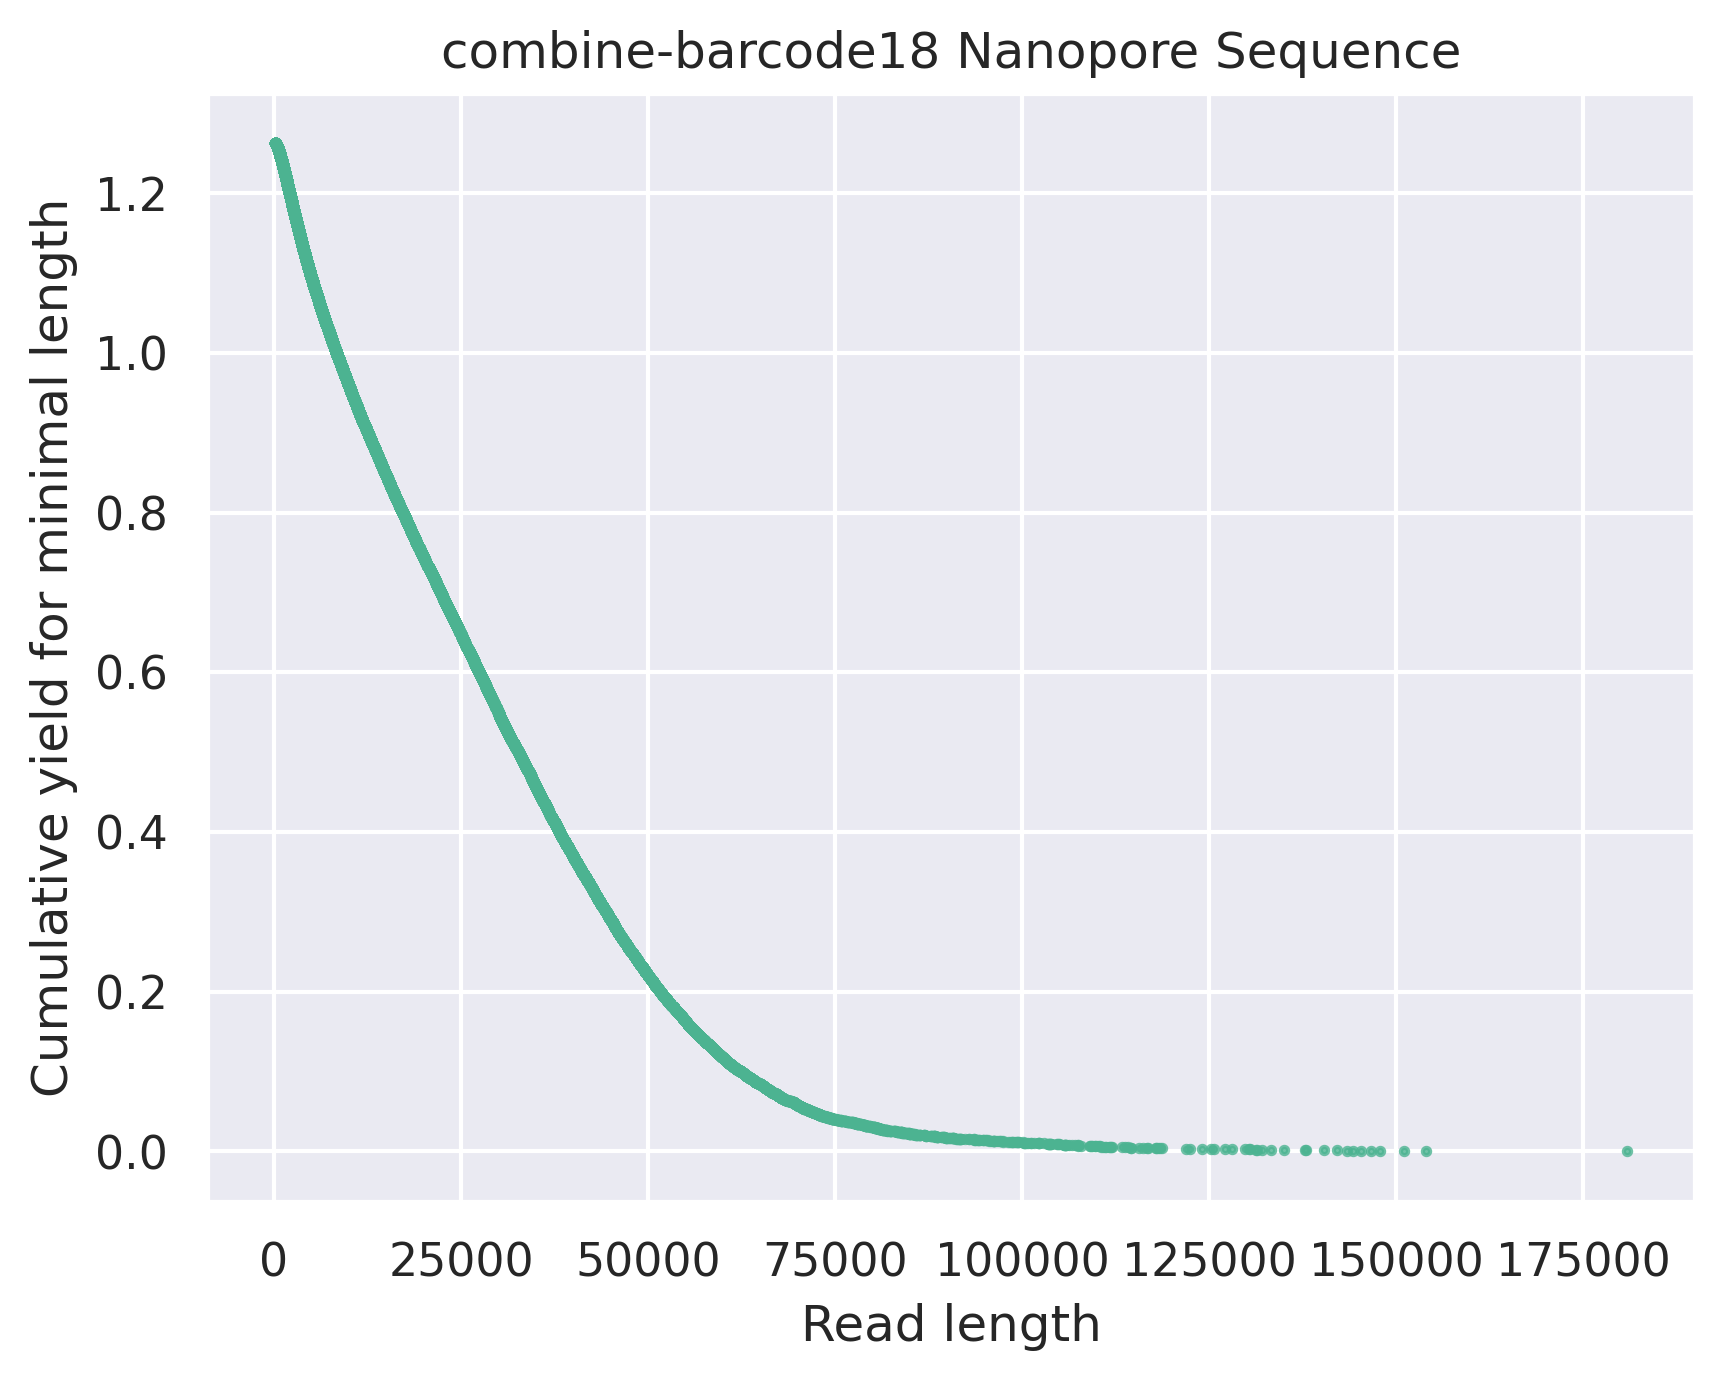 combine-barcode18 Nanopore Sequence
Cumulative yield for minimal length
1.2
1.0
0.8
0.6
0.4
0.2
0.0
0 25000 50000 75000 100000 125000 150000 175000
Read length